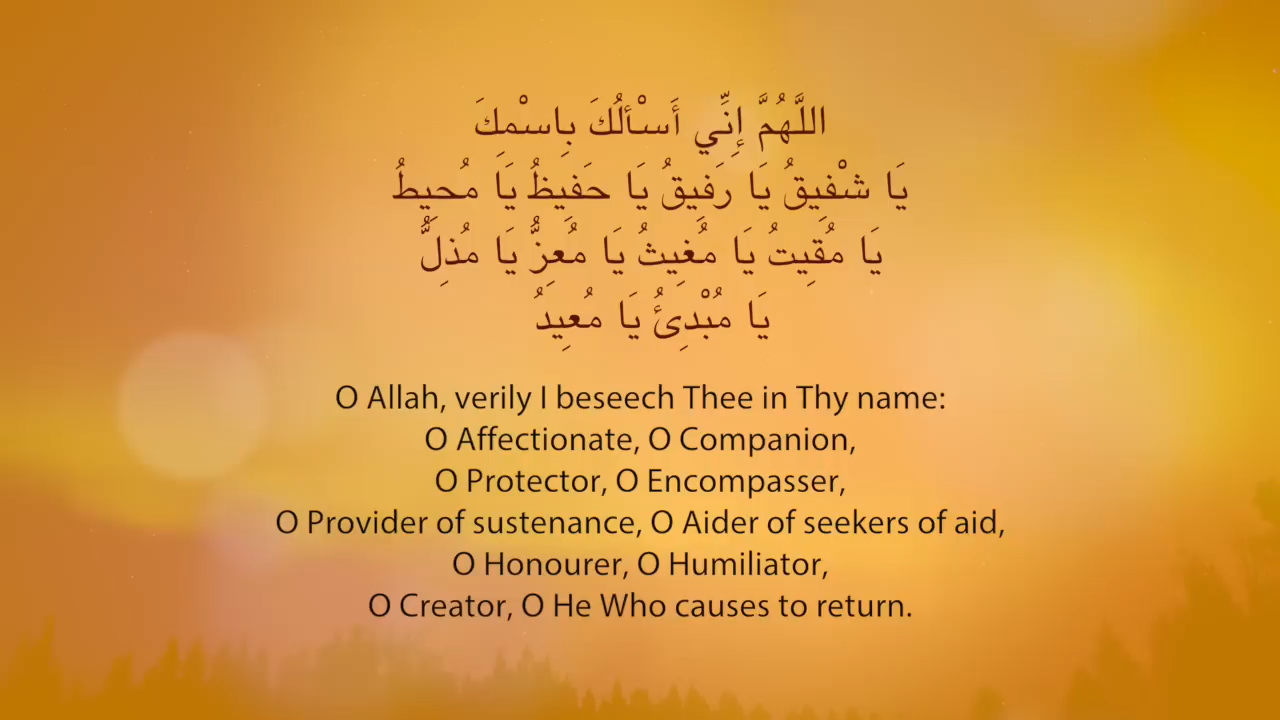 اللَّهُمَّ إِنِّي أَسْأَلُكَ بِاسْمِكَ
يَا شَفِيقُ يَا رَفِيقُ يَا حَفِيظُ يَا مُحيطُ
يَا مُقِيتُ يَا مُغِيثُ يَا مُعِزُّ يَا مُذِلُّ
يَا مُبْدِئُ يَا مُعِيدُ
O Allah, verily I beseech Thee in Thy name:
O Affectionate, O Companion,
O Protector, O Encompasser,
O Provider of sustenance, O Aider of seekers of aid,
O Honourer, O Humiliator,
O Creator, O He Who causes to return.